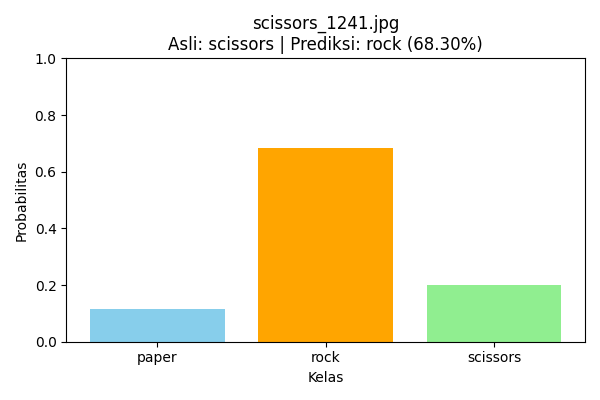 scissors_1241.jpg
Asli: scissors | Prediksi: rock (68.30%)
1.0
0.8
0.6
0.4
0.2
0.0
Probabilitas
paper
rock
scissors
Kelas